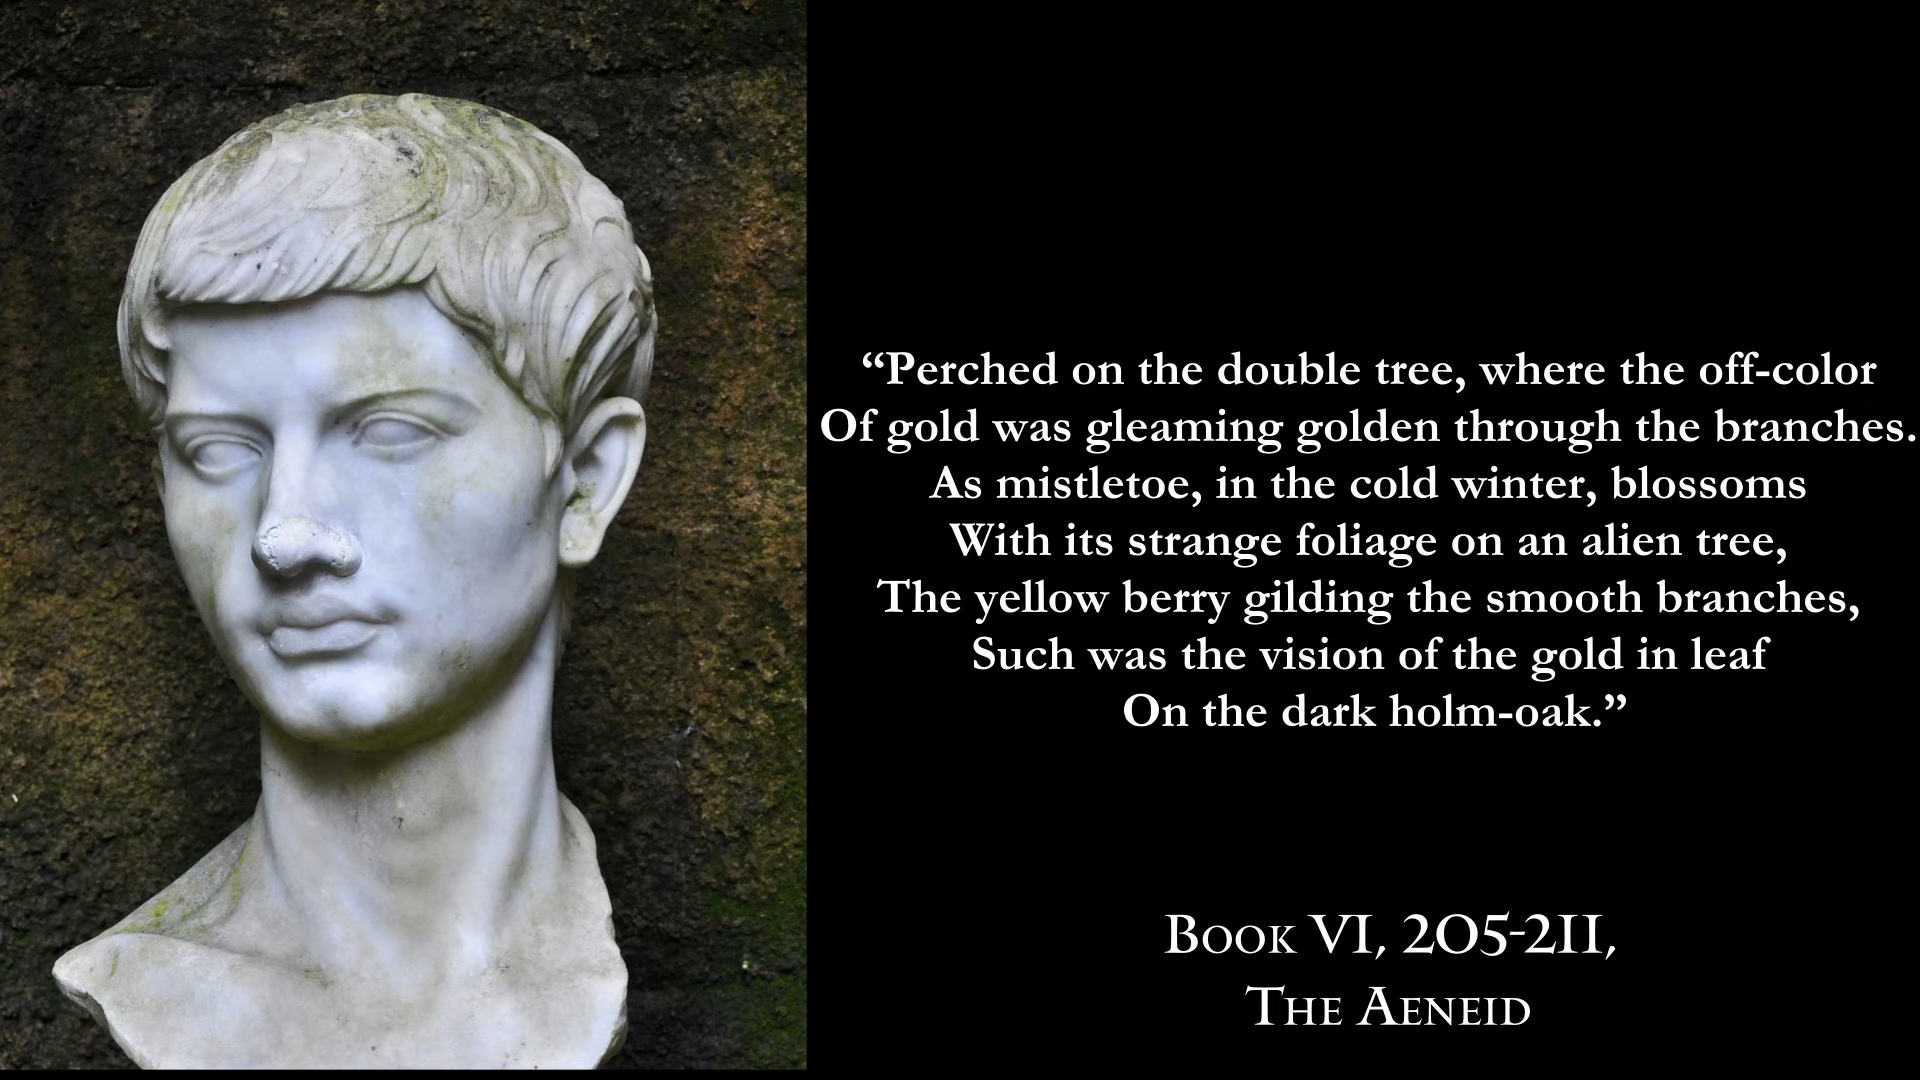 “Perched on the double tree, where the off-color
Of gold was gleaming golden through the branches.
As mistletoe, in the cold winter, blossoms
With its strange foliage on an alien tree,
The yellow berry gilding the smooth branches,
Such was the vision of the gold in leaf
On the dark holm-oak.”
Book VI, 205-211,
The Aeneid